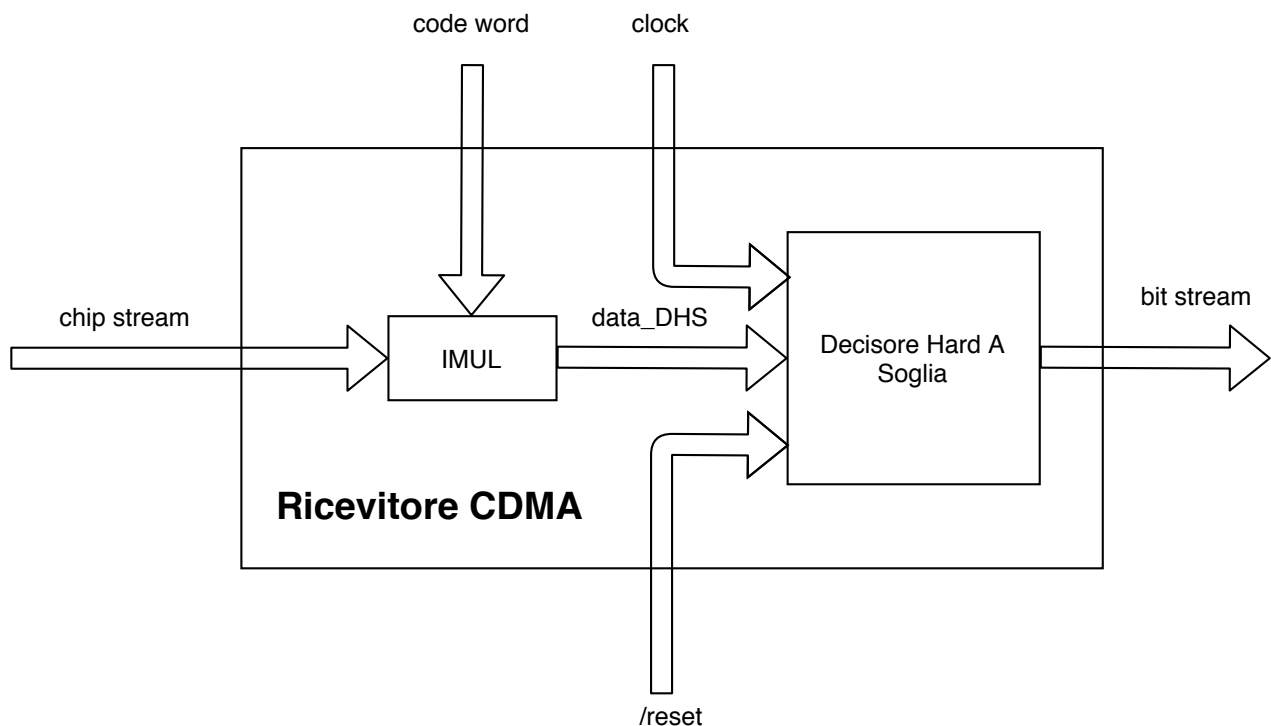 code word
clock
chip stream
IMUL
data_DHS
Decisore Hard A
Soglia
bit stream
Ricevitore CDMA
/reset